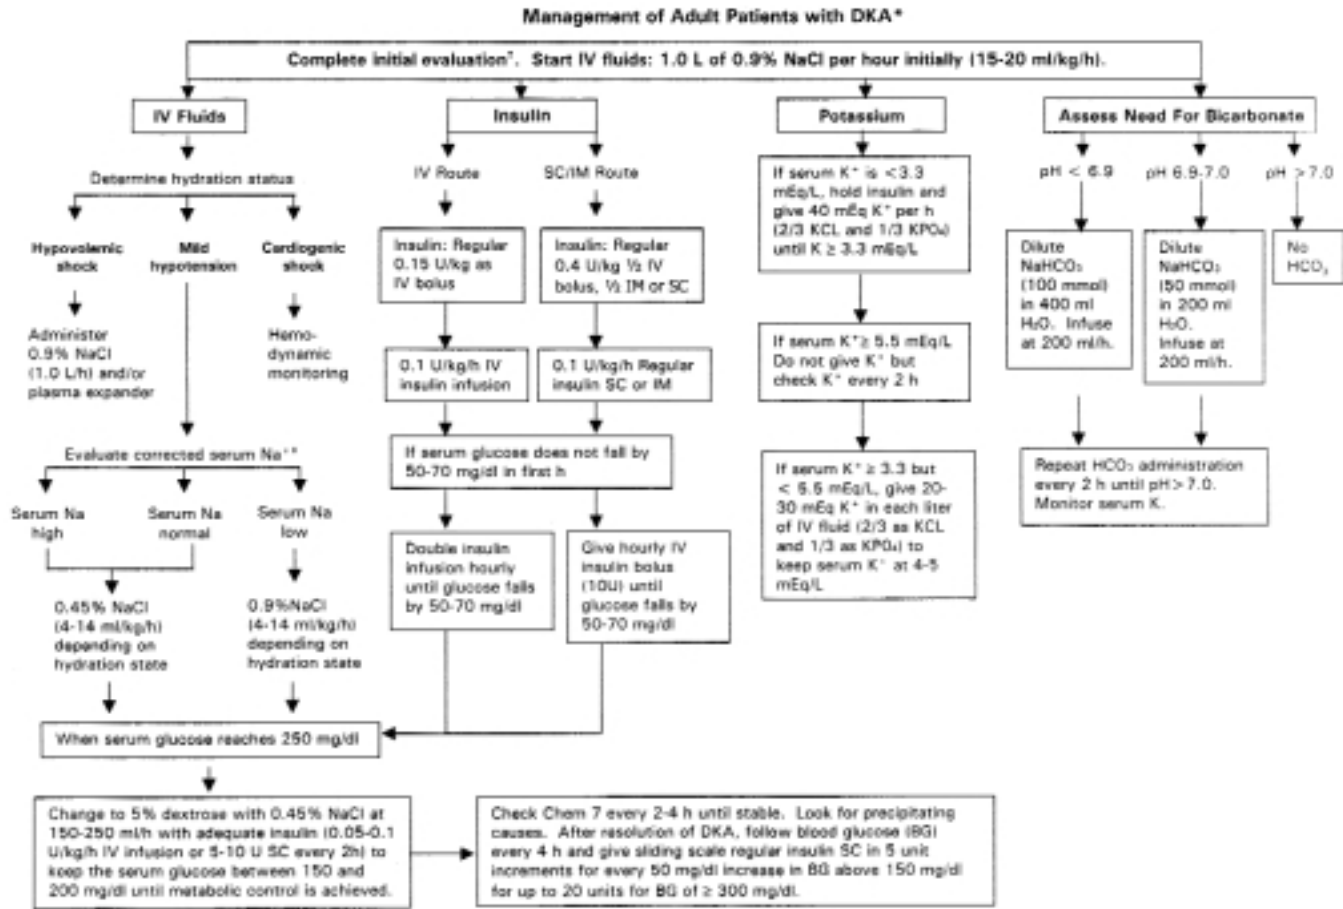 Management of Adult Patients with DKA*
Complete initial evaluation†. Start IV fluids: 1.0 L of 0.9% NaCl per hour initially (15-20 ml/kg/h).
IV Fluids
Determine hydration status
Hypovolemic
shock
Mild
hypotension
Cardiogenic
shock
Administer
0.9% NaCl
(1.0 L/h) and/or
plasma expander
Hemo-
dynamic
monitoring
Evaluate corrected serum Na⁺
Serum Na
high
Serum Na
normal
Serum Na
low
0.45% NaCl
(4-14 ml/kg/h)
depending on
hydration state
0.9%NaCl
(4-14 ml/kg/h)
depending on
hydration state
Insulin
IV Route
SC/IM Route
Insulin: Regular
0.15 U/kg as
IV bolus
Insulin: Regular
0.4 U/kg ½ IV
bolus, ½ IM or SC
0.1 U/kg/h IV
insulin infusion
0.1 U/kg/h Regular
insulin SC or IM
If serum glucose does not fall by
50-70 mg/dl in first h
Double insulin
infusion hourly
until glucose falls
by 50-70 mg/dl
Give hourly IV
insulin bolus
(10U) until
glucose falls by
50-70 mg/dl
Potassium
If serum K⁺ is <3.3
mEq/L, hold insulin and
give 40 mEq K⁺ per h
(2/3 KCL and 1/3 KPO₄)
until K ≥ 3.3 mEq/L
If serum K⁺≥ 5.5 mEq/L
Do not give K⁺ but
check K⁺ every 2 h
If serum K⁺ ≥ 3.3 but
< 5.5 mEq/L, give 20-
30 mEq K⁺ in each liter
of IV fluid (2/3 as KCL
and 1/3 as KPO₄) to
keep serum K⁺ at 4-5
mEq/L
Assess Need For Bicarbonate
pH < 6.9
pH 6.9-7.0
pH >7.0
Dilute
NaHCO₃
(100 mmol)
in 400 ml
H₂O. Infuse
at 200 ml/h.
Dilute
NaHCO₃
(50 mmol)
in 200 ml
H₂O.
Infuse at
200 ml/h.
No
HCO₃
Repeat HCO₃ administration
every 2 h until pH>7.0.
Monitor serum K.
When serum glucose reaches 250 mg/dl
Change to 5% dextrose with 0.45% NaCl at
150-250 ml/h with adequate insulin (0.05-0.1
U/kg/h IV infusion or 5-10 U SC every 2h) to
keep the serum glucose between 150 and
200 mg/dl until metabolic control is achieved.
Check Chem 7 every 2-4 h until stable. Look for precipitating
causes. After resolution of DKA, follow blood glucose (BG)
every 4 h and give sliding scale regular insulin SC in 5 unit
increments for every 50 mg/dl increase in BG above 150 mg/dl
for up to 20 units for BG of ≥ 300 mg/dl.